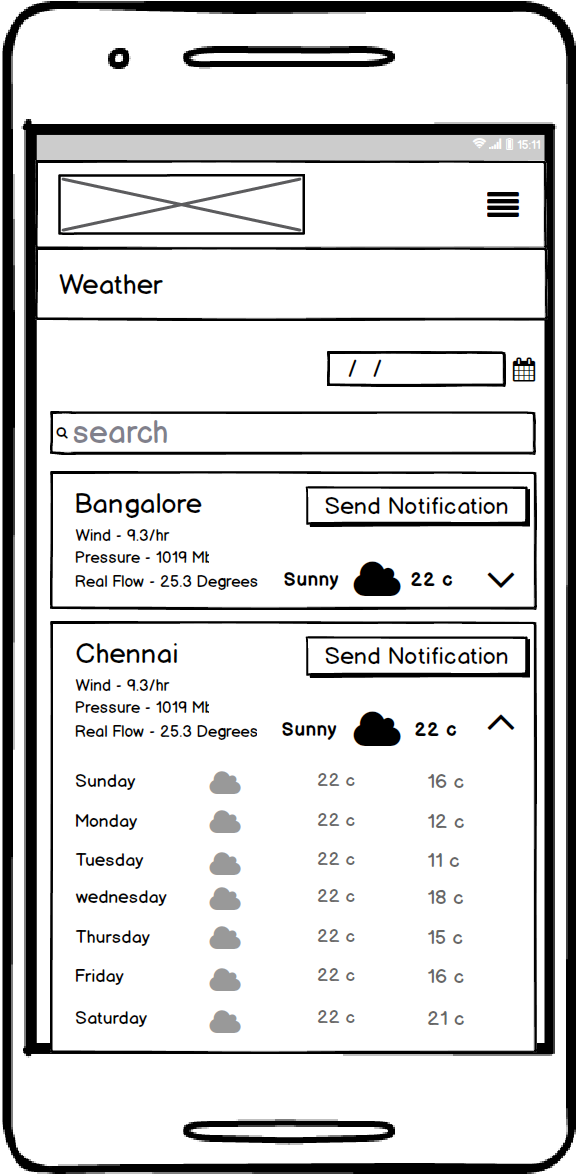 15:11
Weather
/ /
search
Bangalore
Send Notification
Wind - 9.3/hr
Pressure - 1019 Mb
Real Flow - 25.3 Degrees
Sunny 22 c
Chennai
Send Notification
Wind - 9.3/hr
Pressure - 1019 Mb
Real Flow - 25.3 Degrees
Sunny 22 c
Sunday 22 c 16 c
Monday 22 c 12 c
Tuesday 22 c 11 c
wednesday 22 c 18 c
Thursday 22 c 15 c
Friday 22 c 16 c
Saturday 22 c 21 c